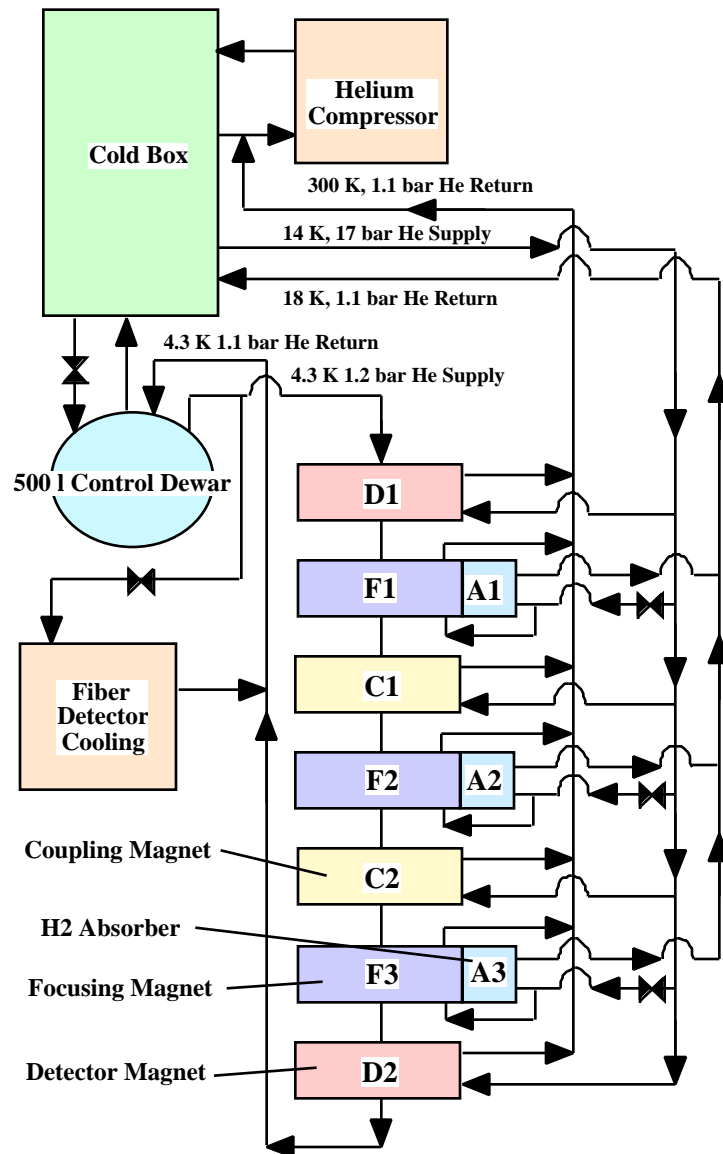 Helium
Compressor
Cold Box
300 K, 1.1 bar He Return
14 K, 17 bar He Supply
18 K, 1.1 bar He Return
4.3 K 1.1 bar He Return
4.3 K 1.2 bar He Supply
500 l Control Dewar
D1
F1
A1
Fiber
Detector
Cooling
C1
F2
A2
Coupling Magnet
C2
H2 Absorber
Focusing Magnet
F3
A3
Detector Magnet
D2